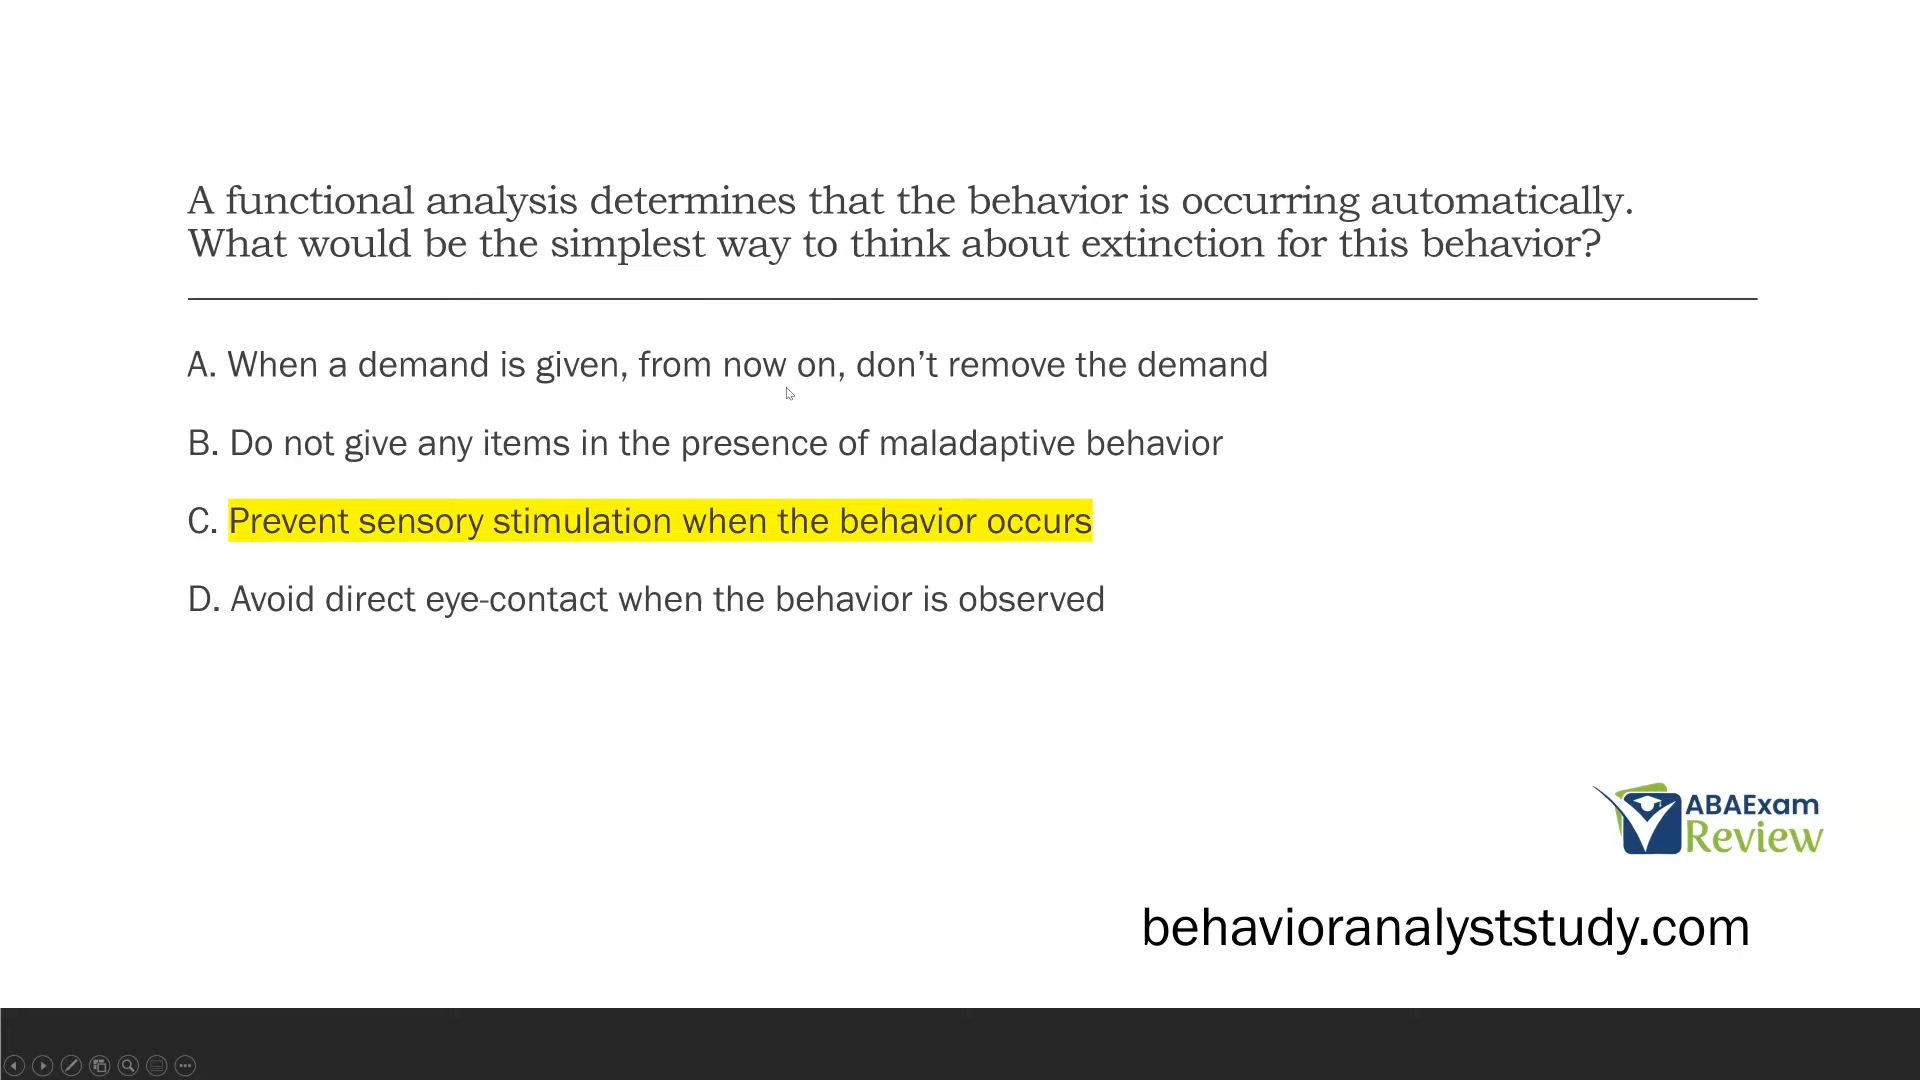 A functional analysis determines that the behavior is occurring automatically.
What would be the simplest way to think about extinction for this behavior?
A. When a demand is given, from now on, don’t remove the demand
B. Do not give any items in the presence of maladaptive behavior
C. Prevent sensory stimulation when the behavior occurs
D. Avoid direct eye-contact when the behavior is observed
ABAExam
Review
behavioranalyststudy.com